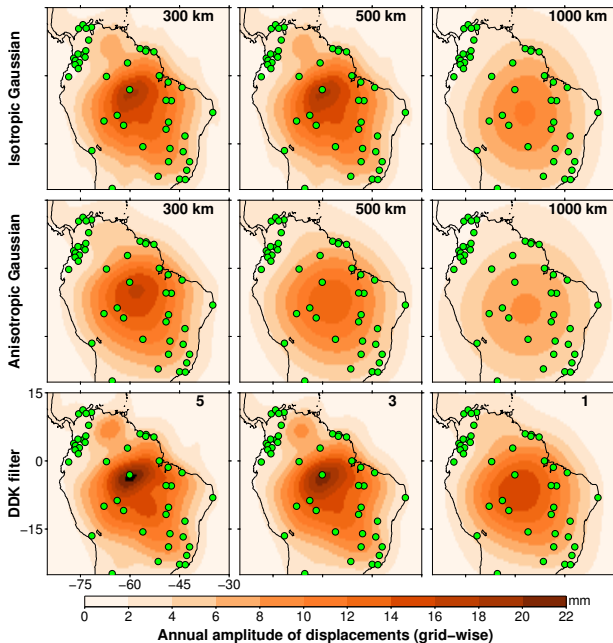 300 km
500 km
1000 km
Isotropic Gaussian
300 km
500 km
1000 km
Anisotropic Gaussian
15
0
−15
5
3
1
DDK filter
−75 −60 −45 −30
mm
0 2 4 6 8 10 12 14 16 18 20 22
Annual amplitude of displacements (grid-wise)